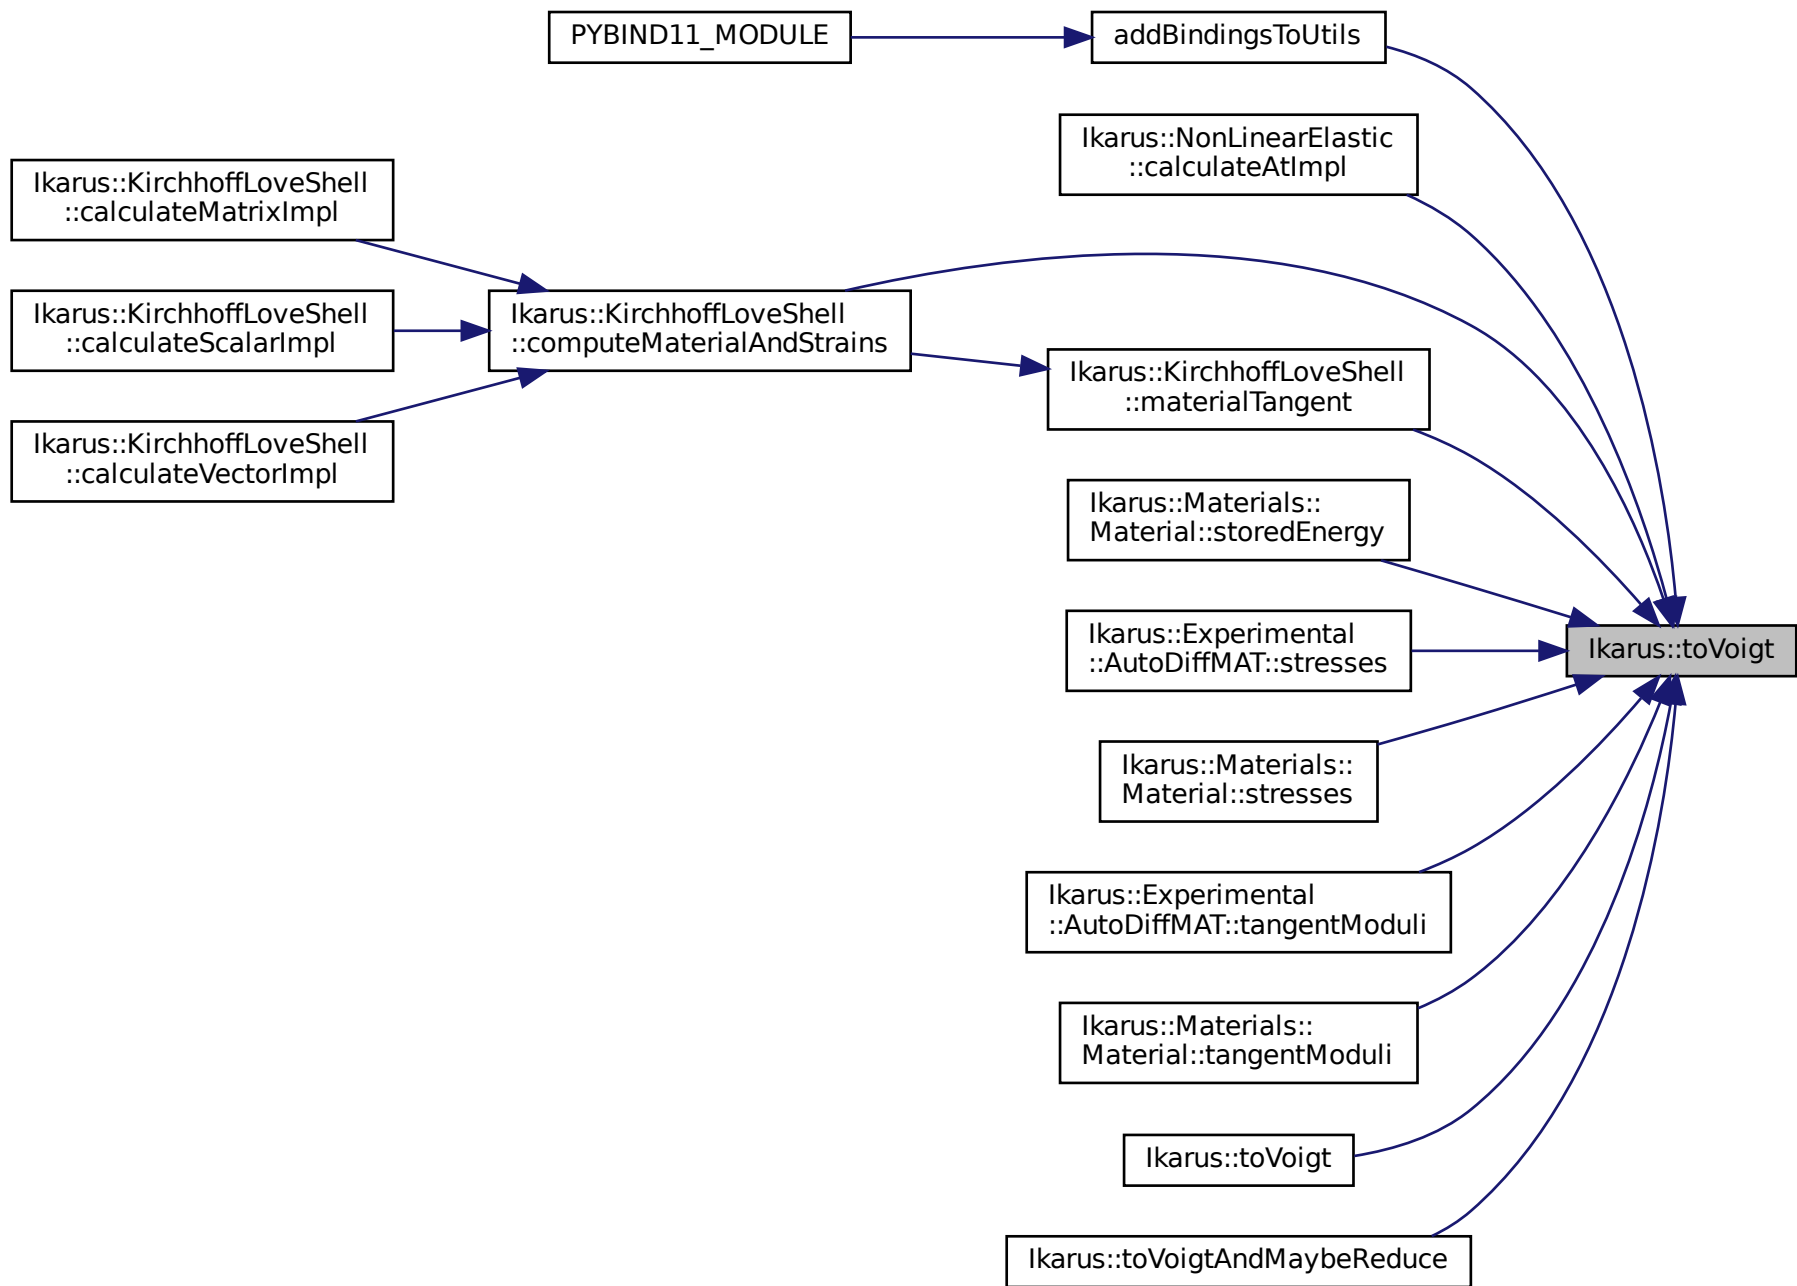 PYBIND11_MODULE
addBindingsToUtils
Ikarus::NonLinearElastic
::calculateAtImpl
Ikarus::KirchhoffLoveShell
::calculateMatrixImpl
Ikarus::KirchhoffLoveShell
::calculateScalarImpl
Ikarus::KirchhoffLoveShell
::calculateVectorImpl
Ikarus::KirchhoffLoveShell
::computeMaterialAndStrains
Ikarus::KirchhoffLoveShell
::materialTangent
Ikarus::Materials::
Material::storedEnergy
Ikarus::Experimental
::AutoDiffMAT::stresses
Ikarus::toVoigt
Ikarus::Materials::
Material::stresses
Ikarus::Experimental
::AutoDiffMAT::tangentModuli
Ikarus::Materials::
Material::tangentModuli
Ikarus::toVoigt
Ikarus::toVoigtAndMaybeReduce